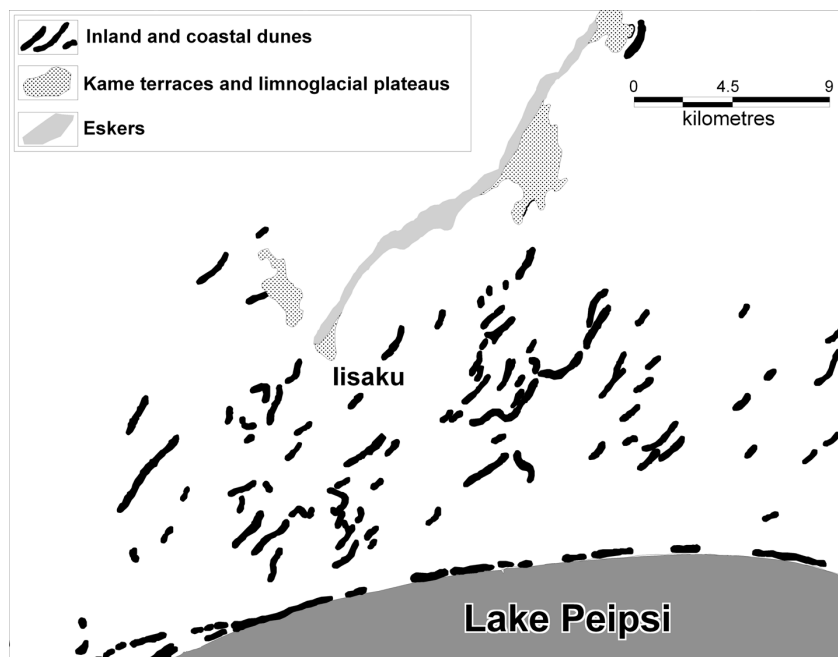 Inland and coastal dunes
Kame terraces and limnoglacial plateaus
Eskers
0 4.5 9
kilometres
Iisaku
Lake Peipsi